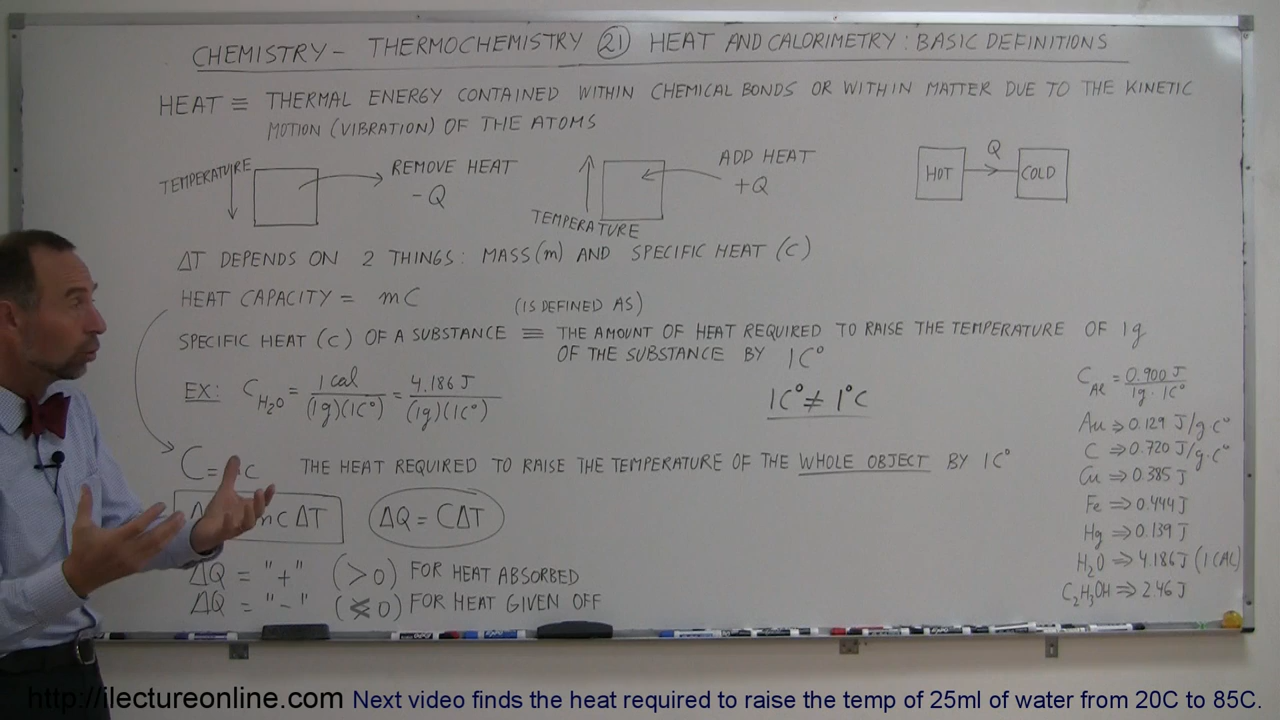 CHEMISTRY - THERMOCHEMISTRY (21) HEAT AND CALORIMETRY: BASIC DEFINITIONS
HEAT ≡ THERMAL ENERGY CONTAINED WITHIN CHEMICAL BONDS OR WITHIN MATTER DUE TO THE KINETIC
MOTION (VIBRATION) OF THE ATOMS
TEMPERATURE
REMOVE HEAT
-Q
TEMPERATURE
ADD HEAT
+Q
HOT Q COLD
ΔT DEPENDS ON 2 THINGS: MASS (m) AND SPECIFIC HEAT (C)
HEAT CAPACITY = mC
(IS DEFINED AS)
SPECIFIC HEAT (C) OF A SUBSTANCE ≡ THE AMOUNT OF HEAT REQUIRED TO RAISE THE TEMPERATURE OF 1g
OF THE SUBSTANCE BY 1C°
EX: C H₂O = 1 cal/(1g)(1C°) = 4.186 J/(1g)(1C°)
1C° ≠ 1°C
C = c THE HEAT REQUIRED TO RAISE THE TEMPERATURE OF THE WHOLE OBJECT BY 1C°
mCΔT
ΔQ = CΔT
ΔQ = "+" (>0) FOR HEAT ABSORBED
ΔQ = "-" (<0) FOR HEAT GIVEN OFF
C Al = 0.900 J/1g·1C°
Au ⇒ 0.129 J/g C°
C ⇒ 0.720 J/g·C°
Cu ⇒ 0.385 J
Fe ⇒ 0.444 J
Hg ⇒ 0.139 J
H₂O ⇒ 4.186 J (1 CAL)
C₂H₅OH ⇒ 2.46 J
http://ilectureonline.com Next video finds the heat required to raise the temp of 25ml of water from 20C to 85C.